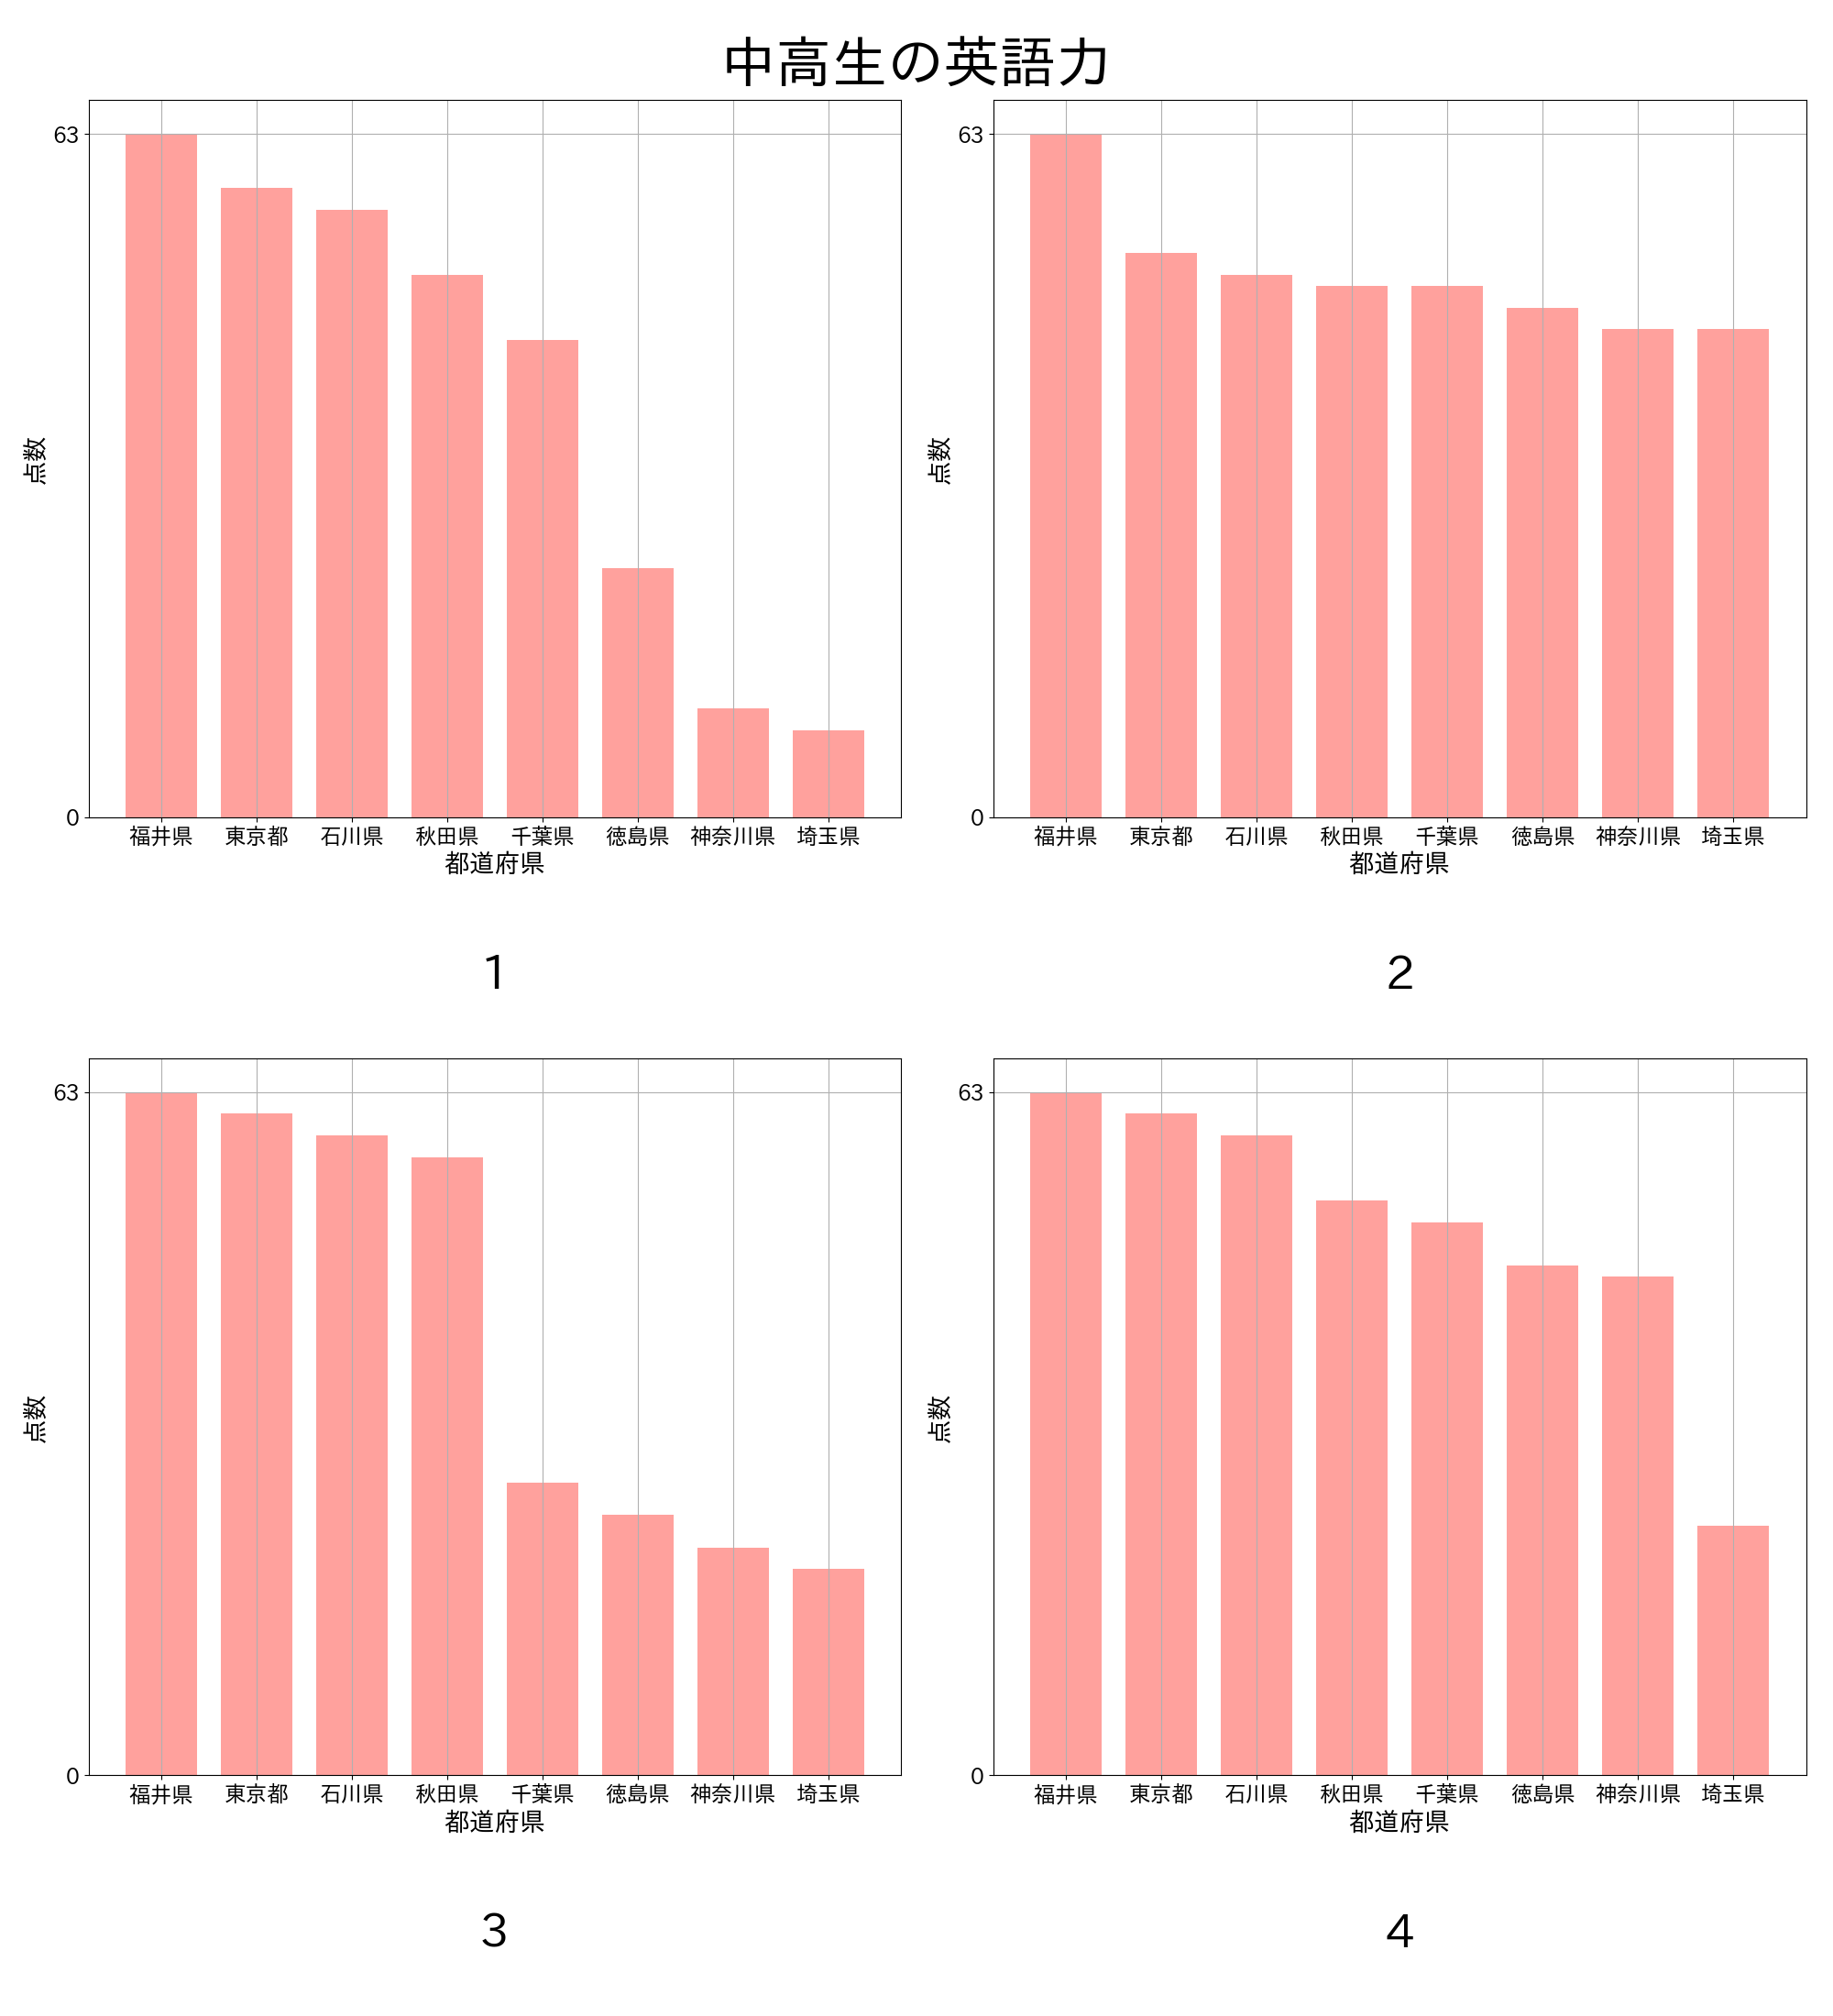 中高生の英語力
63
0
点数
福井県 東京都 石川県 秋田県 千葉県 徳島県 神奈川県 埼玉県
都道府県
1
63
0
点数
福井県 東京都 石川県 秋田県 千葉県 徳島県 神奈川県 埼玉県
都道府県
2
63
0
点数
福井県 東京都 石川県 秋田県 千葉県 徳島県 神奈川県 埼玉県
都道府県
3
63
0
点数
福井県 東京都 石川県 秋田県 千葉県 徳島県 神奈川県 埼玉県
都道府県
4